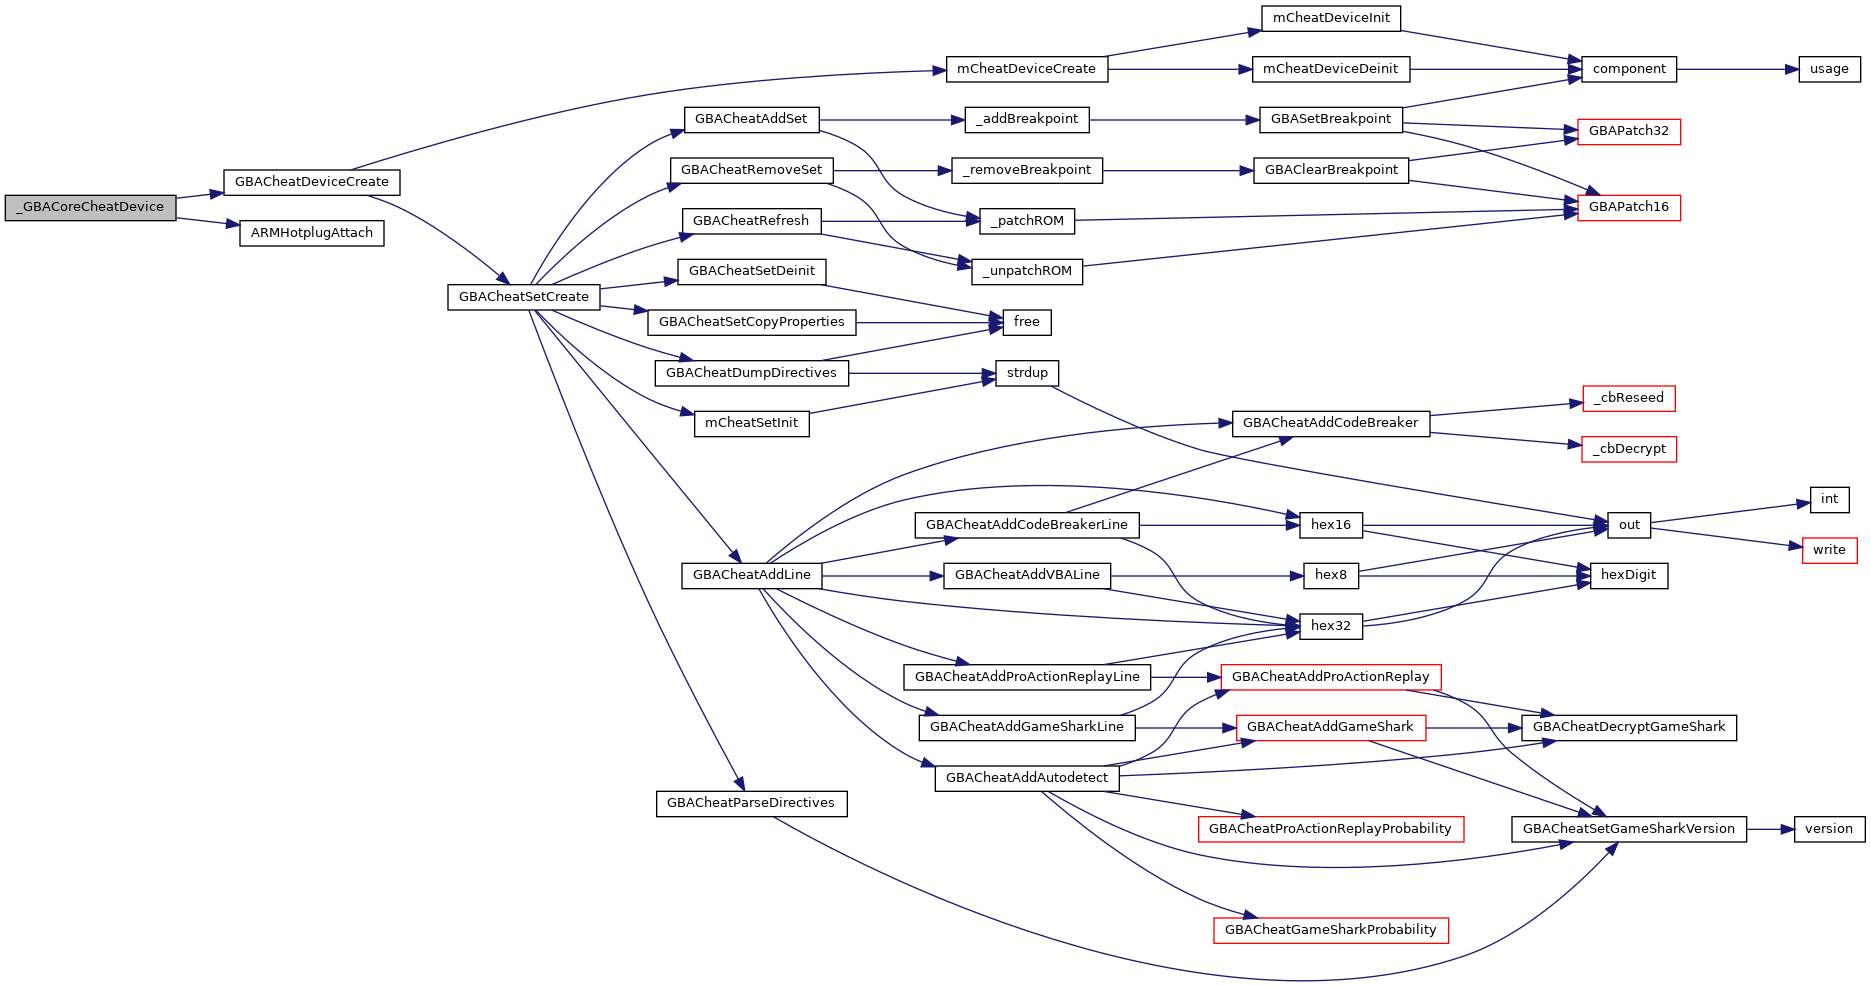 mCheatDeviceInit
mCheatDeviceCreate
mCheatDeviceDeinit
component
usage
GBACheatAddSet
_addBreakpoint
GBASetBreakpoint
GBAPatch32
GBACheatRemoveSet
_removeBreakpoint
GBAClearBreakpoint
GBACheatDeviceCreate
_GBACoreCheatDevice
GBAPatch16
GBACheatRefresh
_patchROM
ARMHotplugAttach
GBACheatSetDeinit
_unpatchROM
GBACheatSetCreate
GBACheatSetCopyProperties
free
GBACheatDumpDirectives
strdup
_cbReseed
mCheatSetInit
GBACheatAddCodeBreaker
_cbDecrypt
int
GBACheatAddCodeBreakerLine
hex16
out
write
GBACheatAddLine
GBACheatAddVBALine
hex8
hexDigit
hex32
GBACheatAddProActionReplayLine
GBACheatAddProActionReplay
GBACheatAddGameSharkLine
GBACheatAddGameShark
GBACheatDecryptGameShark
GBACheatAddAutodetect
GBACheatParseDirectives
GBACheatProActionReplayProbability
GBACheatSetGameSharkVersion
version
GBACheatGameSharkProbability